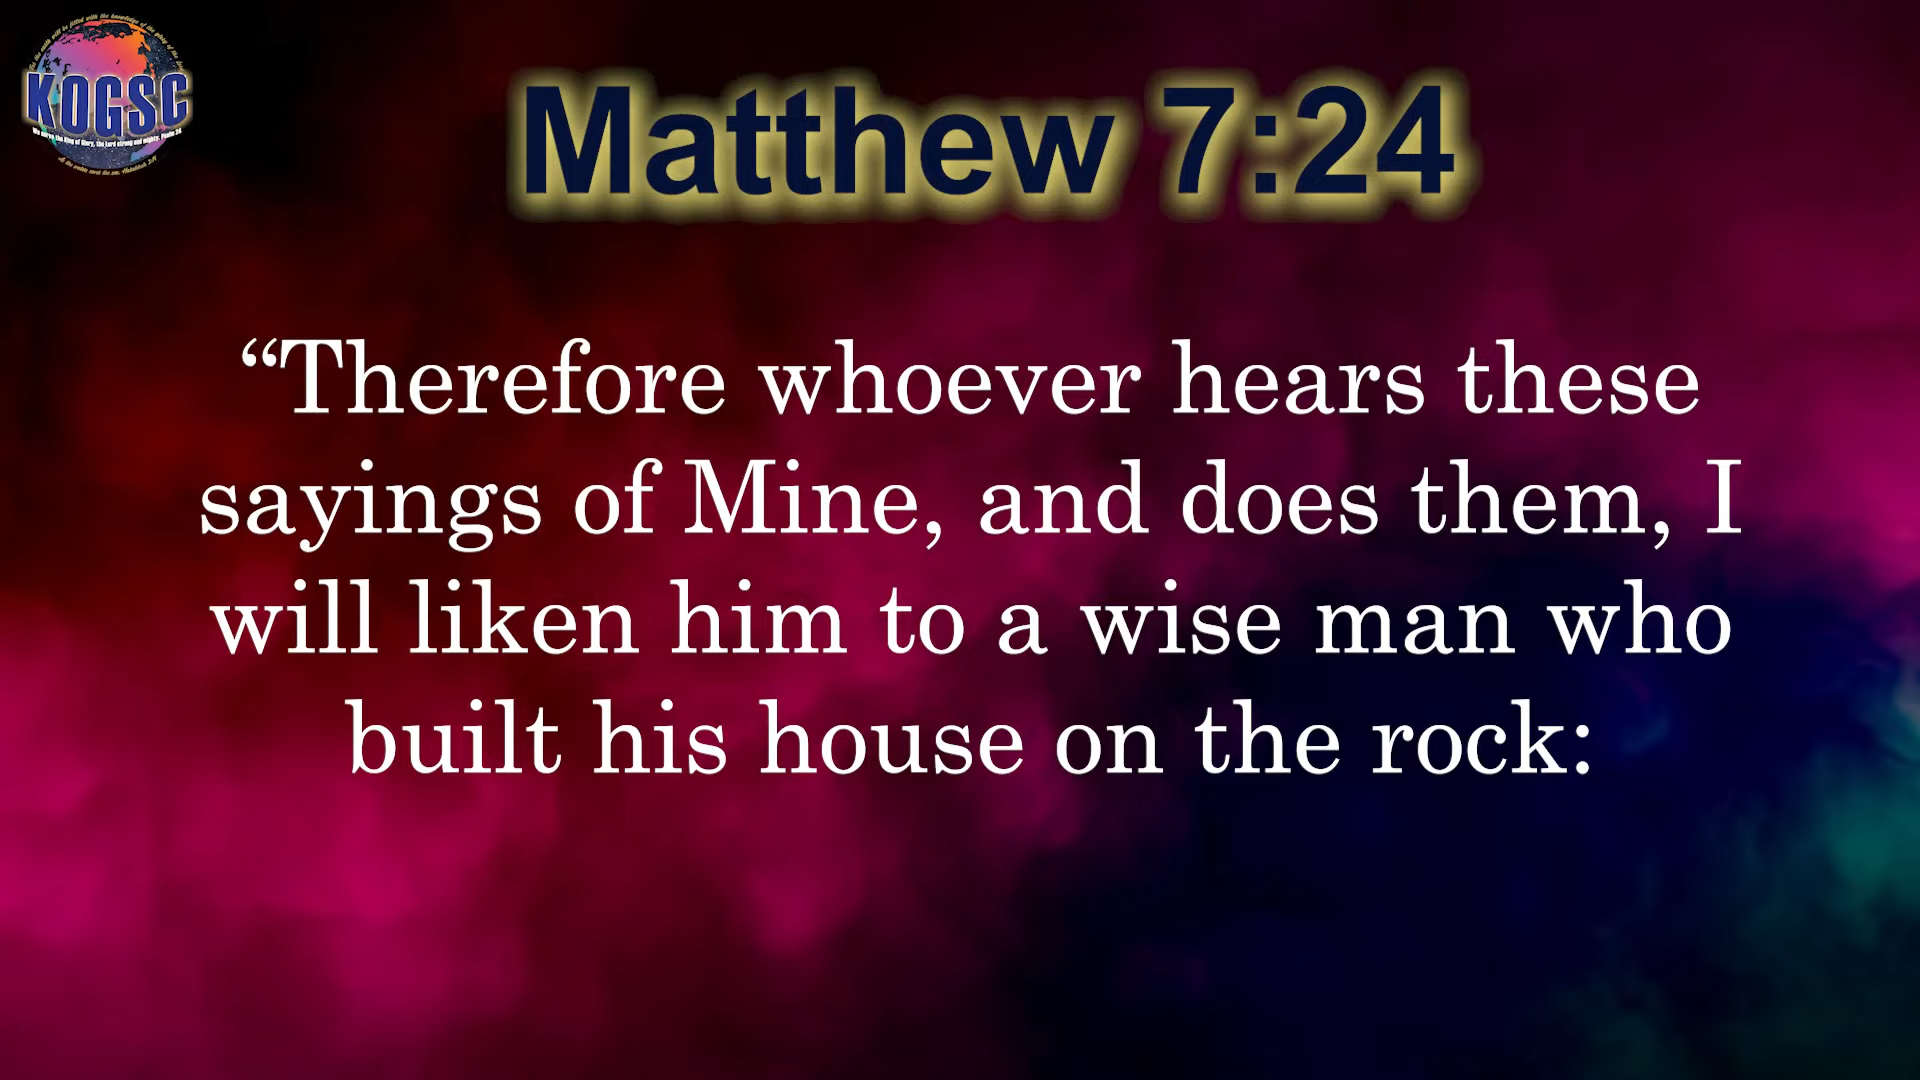 KOGSC
Matthew 7:24
“Therefore whoever hears these
sayings of Mine, and does them, I
will liken him to a wise man who
built his house on the rock: